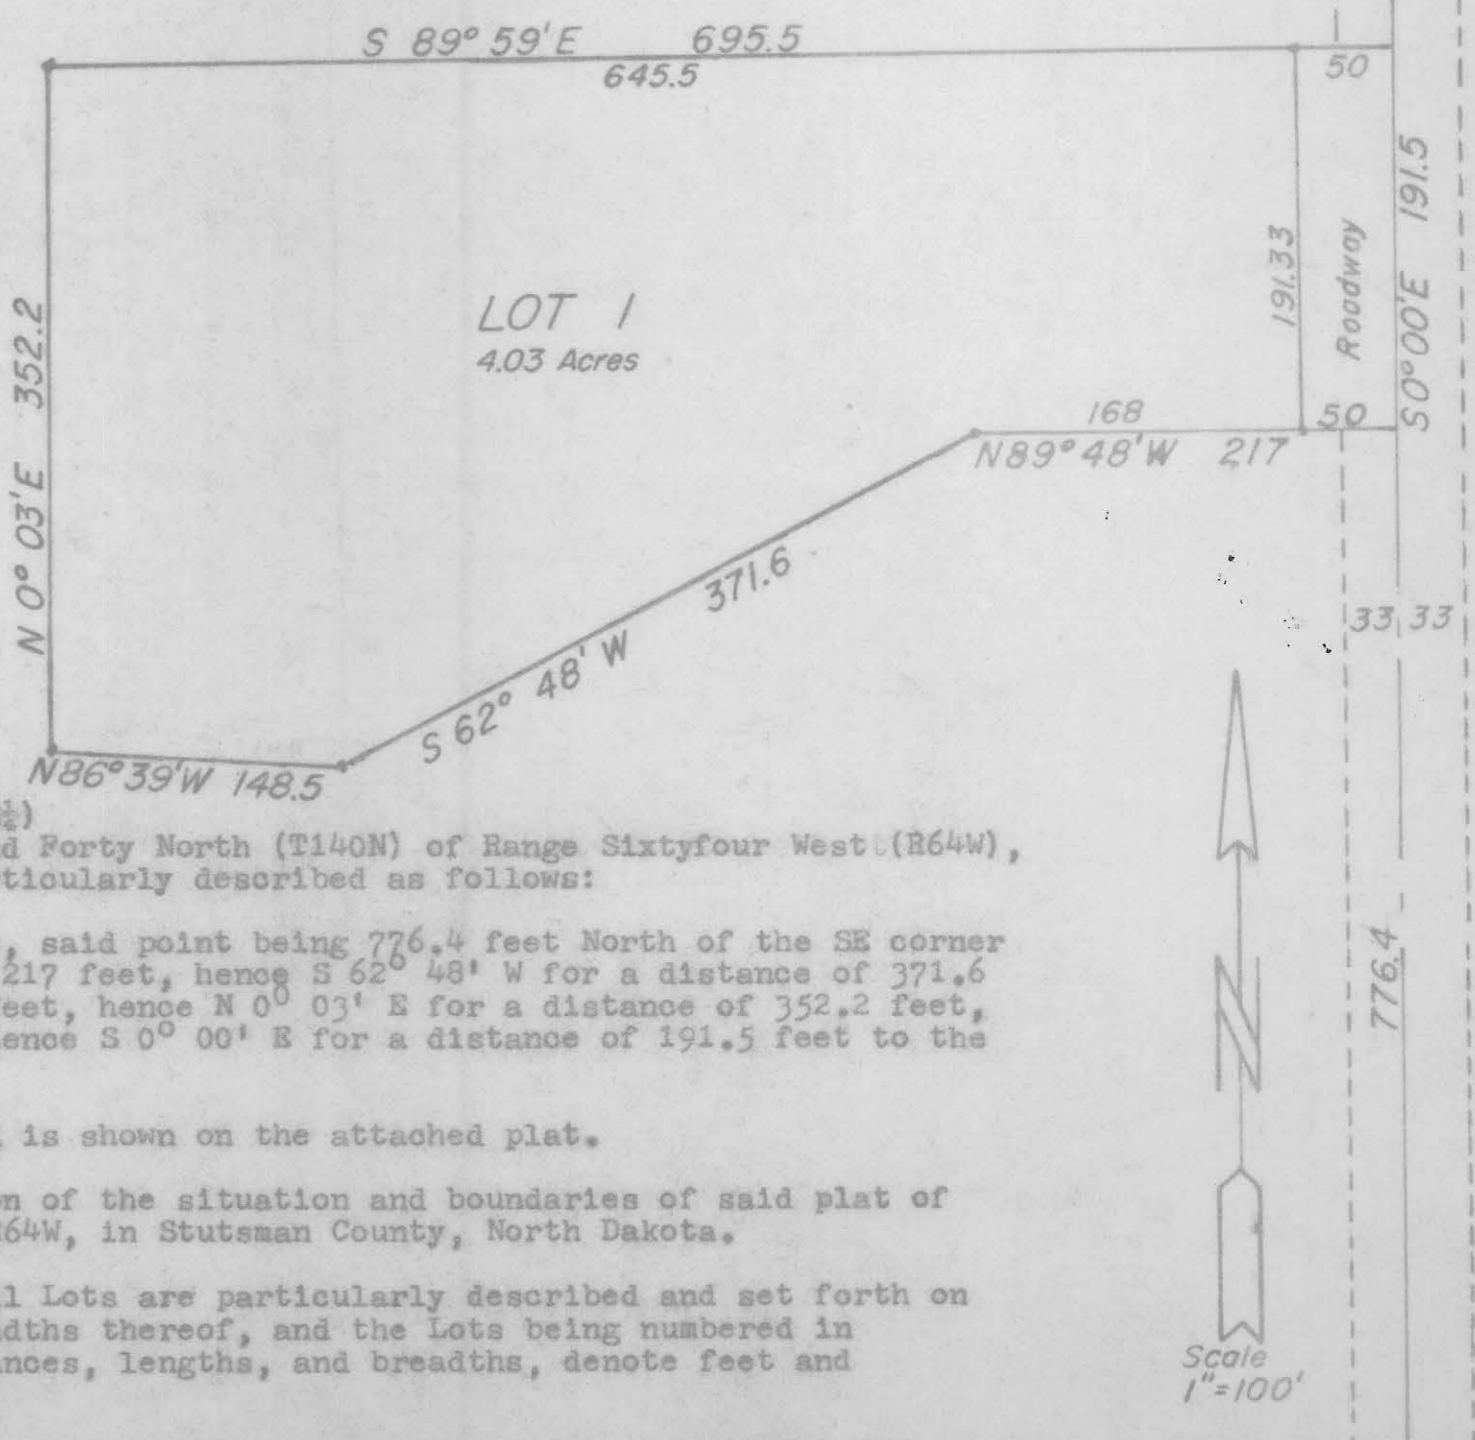 S 89° 59' E 695.5
645.5
50
191.5
S 0° 00' E
191.33
Roadway
N 0° 03' E 352.2
LOT 1
4.03 Acres
168
50
N 89° 48' W 217
371.6
S 62° 48' W
33 33
N 86° 39' W 148.5
½)
d Forty North (T140N) of Range Sixtyfour West (R64W),
ticularly described as follows:
, said point being 776.4 feet North of the SE corner
217 feet, hence S 62° 48' W for a distance of 371.6
eet, hence N 0° 03' E for a distance of 352.2 feet,
ence S 0° 00' E for a distance of 191.5 feet to the
776.4
N
is shown on the attached plat.
n of the situation and boundaries of said plat of
64W, in Stutsman County, North Dakota.
l Lots are particularly described and set forth on
dths thereof, and the Lots being numbered in
nces, lengths, and breadths, denote feet and
Scale
1"=100'